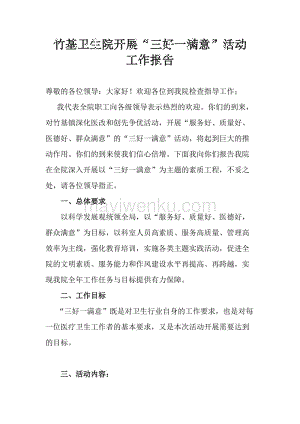 竹基卫生院开展“三好一满意”活动
工作报告
尊敬的各位领导：大家好！欢迎各位到我院检查指导工作：
我代表全院职工向各级领导表示热烈的欢迎。你们的到来，
对竹基镇深化医改和创先争优活动，开展“服务好、质量好、
医德好、群众满意”的“三好一满意”活动，将起到巨大的推
动作用。你们的到来使我们信心倍增。下面我向你们报告我院
在全院深入开展以“三好一满意”为主题的素质工程，不妥之
处，请各位领导指正。
一、总体要求
以科学发展观统领全局，以“服务好、质量好，医德好，
群众满意”为目标，以科室人员高素质、服务高质量、管理高
效率为主线，强化教育培训，实施各类主题实践活动，促进全
院的文明素质、服务能力和作风建设水平再提高、再跨越，实
现我院全年工作任务与目标提供有力保障。
mayiwenku.com
二、工作目标
“三好一满意”既是对卫生行业自身的工作要求，也是对每
一位医疗卫生工作者的基本要求，又是本次活动开展需要达到
的目标。
三、活动内容：